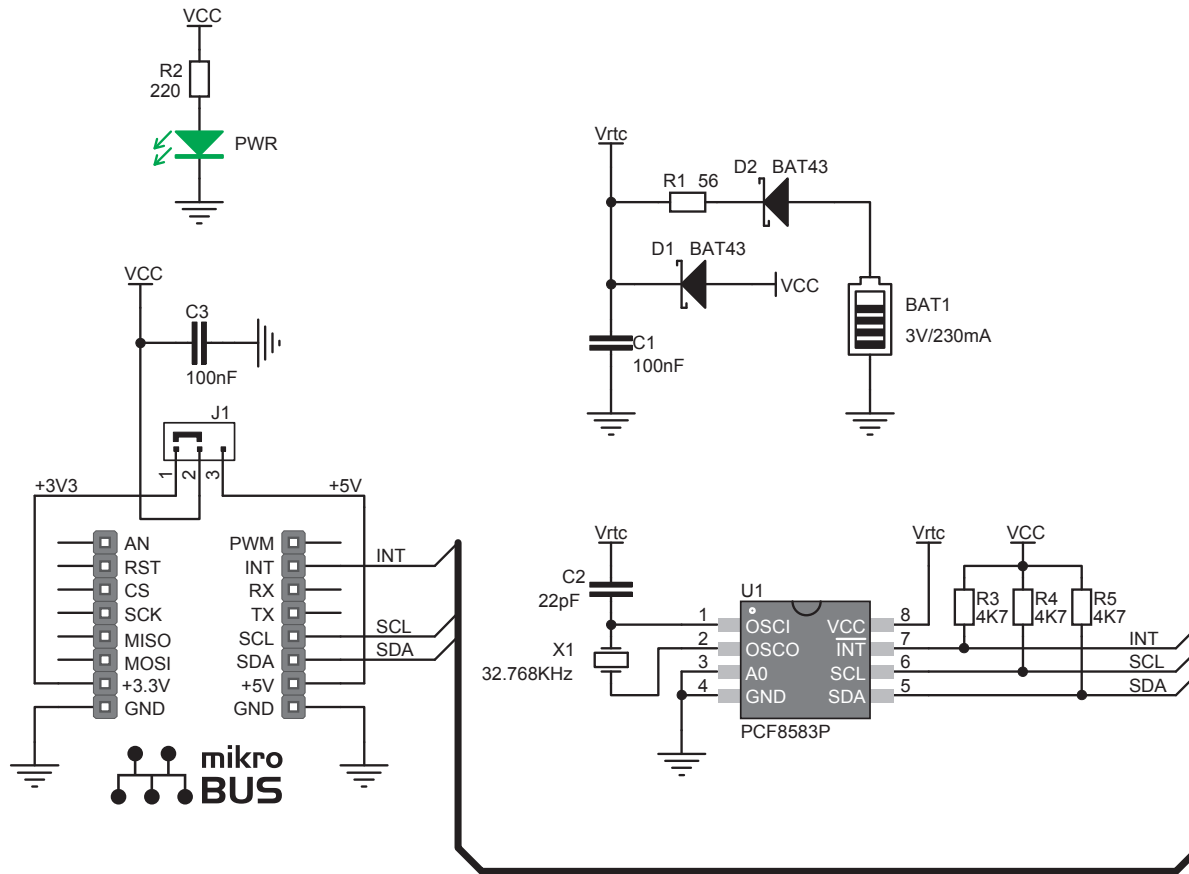 VCC
R2
220
PWR
Vrtc
R1 56
D2 BAT43
D1 BAT43
VCC
C1
100nF
BAT1
3V/230mA
VCC
C3
100nF
J1
1
2
3
+3V3
+5V
AN
RST
CS
SCK
MISO
MOSI
+3.3V
GND
PWM
INT
RX
TX
SCL
SDA
+5V
GND
INT
SCL
SDA
mikro
BUS
Vrtc
C2
22pF
X1
32.768KHz
U1
1
2
3
4
OSCI
OSCO
A0
GND
VCC
INT
SCL
SDA
8
7
6
5
PCF8583P
Vrtc
VCC
R3
4K7
R4
4K7
R5
4K7
INT
SCL
SDA